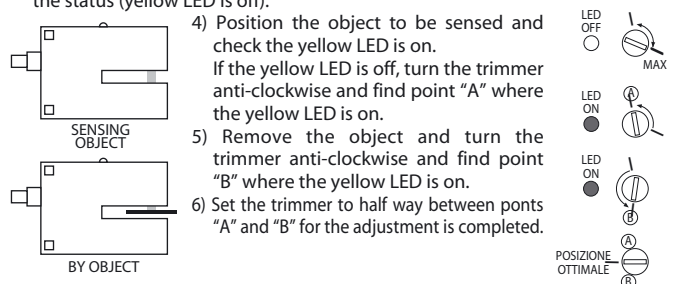 the status (yellow LED is off).
4) Position the object to be sensed and
check the yellow LED is on.
If the yellow LED is off, turn the trimmer
anti-clockwise and find point “A” where
the yellow LED is on.
5) Remove the object and turn the
trimmer anti-clockwise and find point
“B” where the yellow LED is on.
6) Set the trimmer to half way between ponts
“A” and “B” for the adjustment is completed.
SENSING
OBJECT
BY OBJECT
LED
OFF
MAX
LED
ON
A
LED
ON
B
POSIZIONE
OTTIMALE
A
B